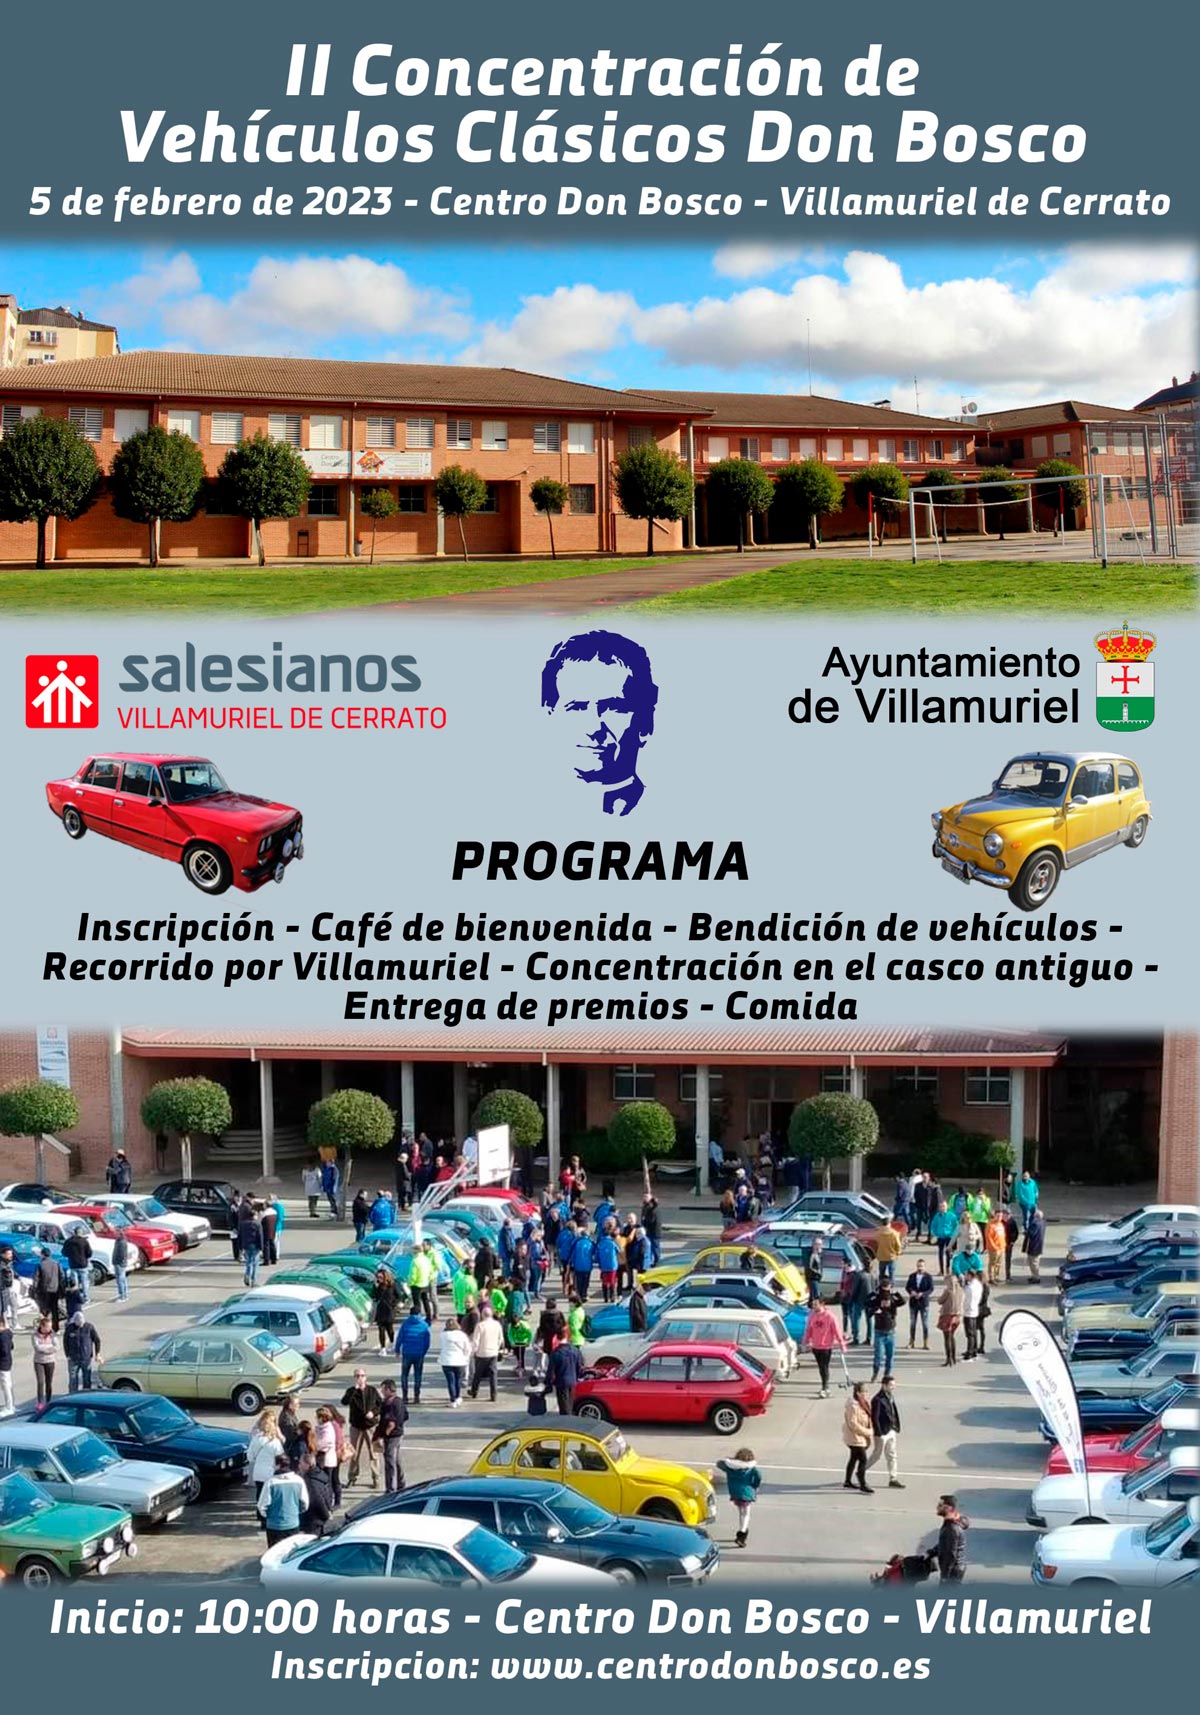 II Concentración de
Vehículos Clásicos Don Bosco
5 de febrero de 2023 - Centro Don Bosco - Villamuriel de Cerrato
salesianos
VILLAMURIEL DE CERRATO
Ayuntamiento
de Villamuriel
PROGRAMA
Inscripción - Café de bienvenida - Bendición de vehículos -
Recorrido por Villamuriel - Concentración en el casco antiguo -
Entrega de premios - Comida
Inicio: 10:00 horas - Centro Don Bosco - Villamuriel
Inscripcion: www.centrodonbosco.es